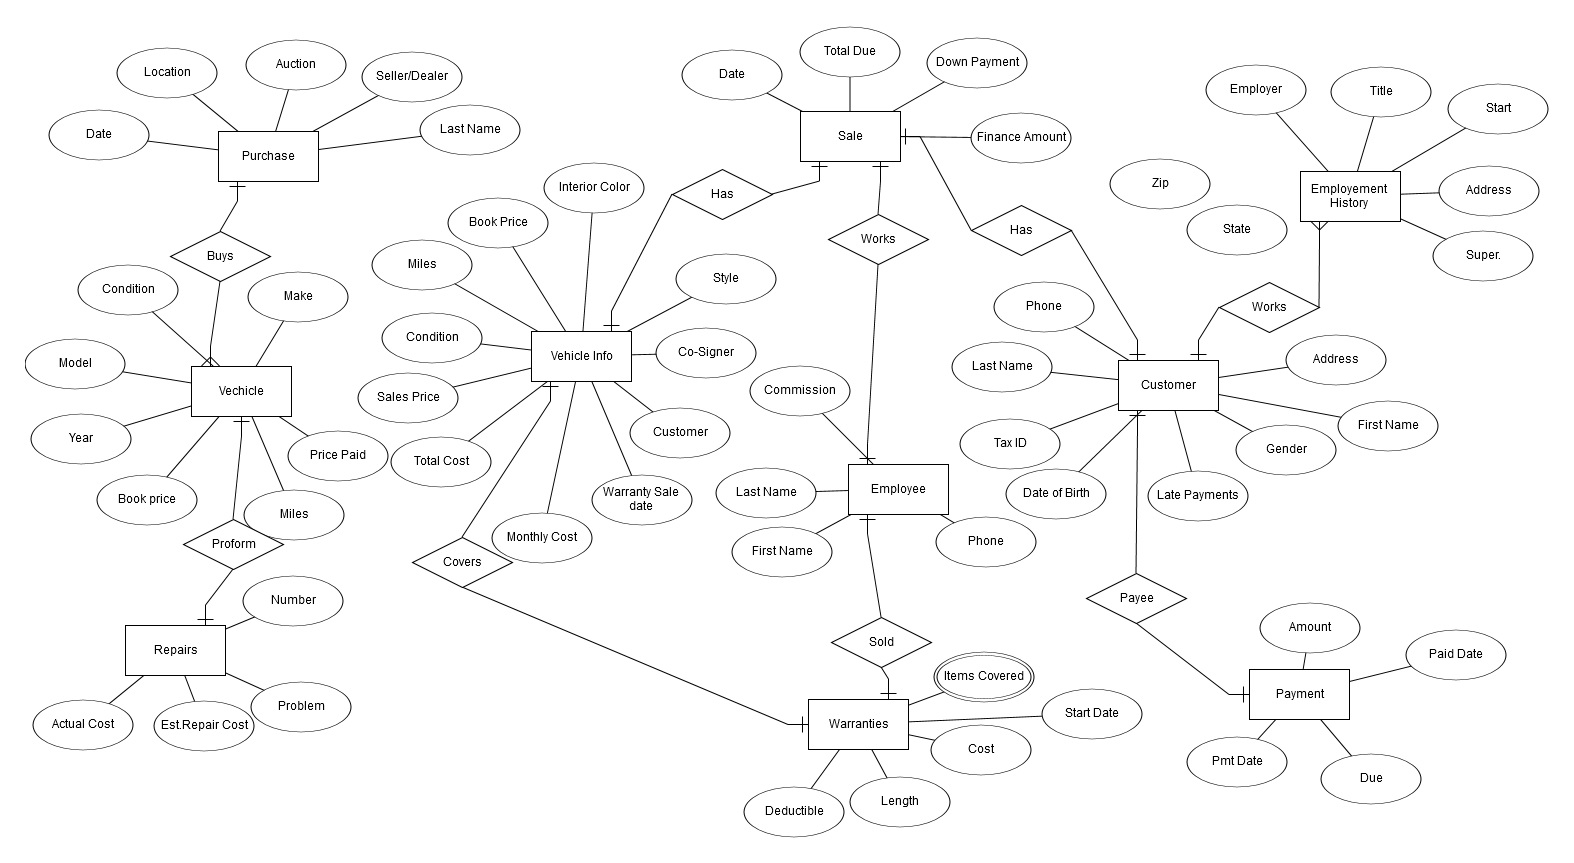 Total Due
Down Payment
Date
Location
Auction
Seller/Dealer
Employer
Title
Start
Date
Last Name
Sale
Finance Amount
Purchase
Interior Color
Has
Zip
Employement
History
Address
Book Price
Works
Has
State
Buys
Super.
Miles
Style
Condition
Make
Phone
Works
Condition
Vehicle Info
Co-Signer
Model
Last Name
Address
Vechicle
Sales Price
Commission
Customer
Year
Price Paid
Total Cost
Customer
Tax ID
Gender
First Name
Book price
Miles
Warranty Sale
date
Last Name
Employee
Date of Birth
Late Payments
Proform
Monthly Cost
First Name
Phone
Covers
Number
Payee
Repairs
Sold
Amount
Paid Date
Items Covered
Actual Cost
Est.Repair Cost
Problem
Warranties
Start Date
Payment
Cost
Pmt Date
Due
Deductible
Length